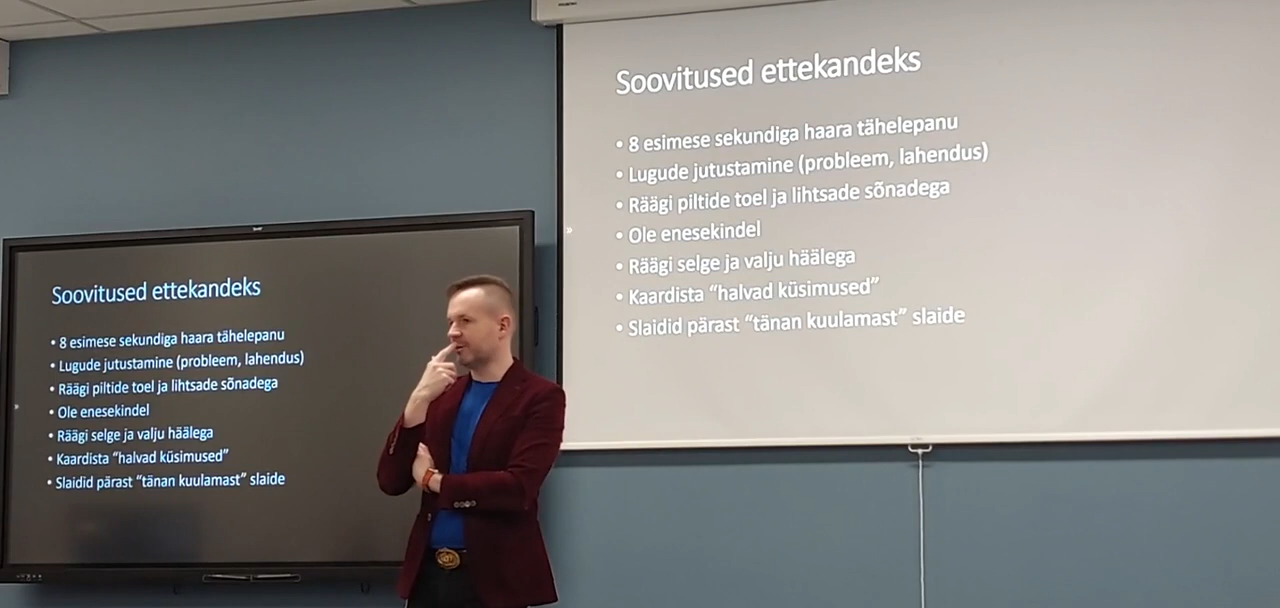 Soovitused ettekandeks
• 8 esimese sekundiga haara tähelepanu
• Lugude jutustamine (probleem, lahendus)
• Räägi piltide toel ja lihtsade sõnadega
• Ole enesekindel
• Räägi selge ja valju häälega
• Kaardista “halvad küsimused”
• Slaidid pärast “tänan kuulamast” slaide
Soovitused ettekandeks
• 8 esimese sekundiga haara tähelepanu
• Lugude jutustamine (probleem, lahendus)
• Räägi piltide toel ja lihtsade sõnadega
• Ole enesekindel
• Räägi selge ja valju häälega
• Kaardista “halvad küsimused”
• Slaidid pärast “tänan kuulamast” slaide